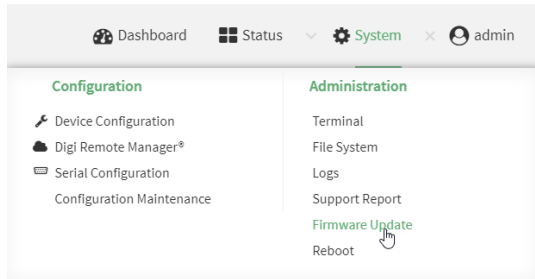 Dashboard Status System admin
Configuration
Device Configuration
Digi Remote Manager®
Serial Configuration
Configuration Maintenance
Administration
Terminal
File System
Logs
Support Report
Firmware Update
Reboot